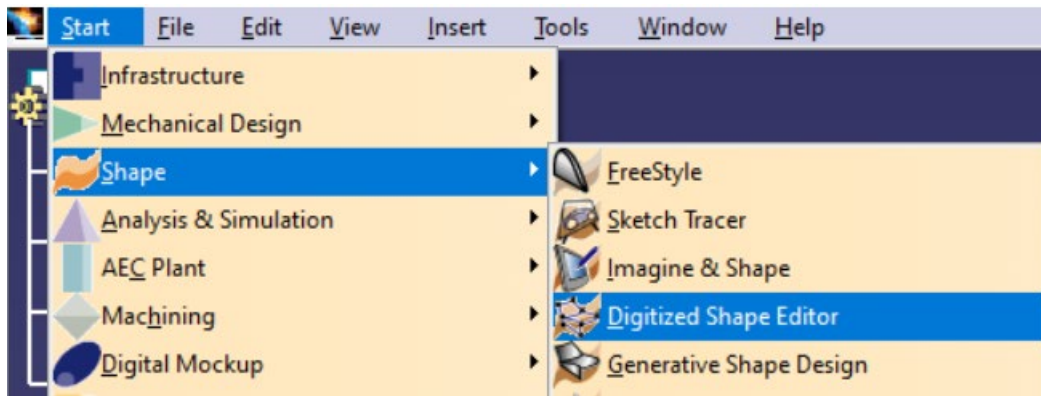 Start File Edit View Insert Tools Window Help
Infrastructure
Mechanical Design
Shape
Analysis & Simulation
AEC Plant
Machining
Digital Mockup
FreeStyle
Sketch Tracer
Imagine & Shape
Digitized Shape Editor
Generative Shape Design